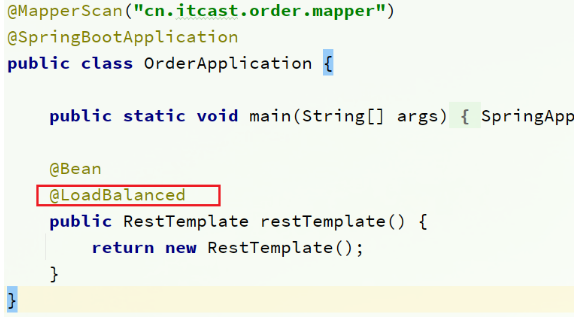 @MapperScan("cn.itcast.order.mapper")
@SpringBootApplication
public class OrderApplication {
public static void main(String[] args) { SpringApp
@Bean
@LoadBalanced
public RestTemplate restTemplate() {
return new RestTemplate();
}
}